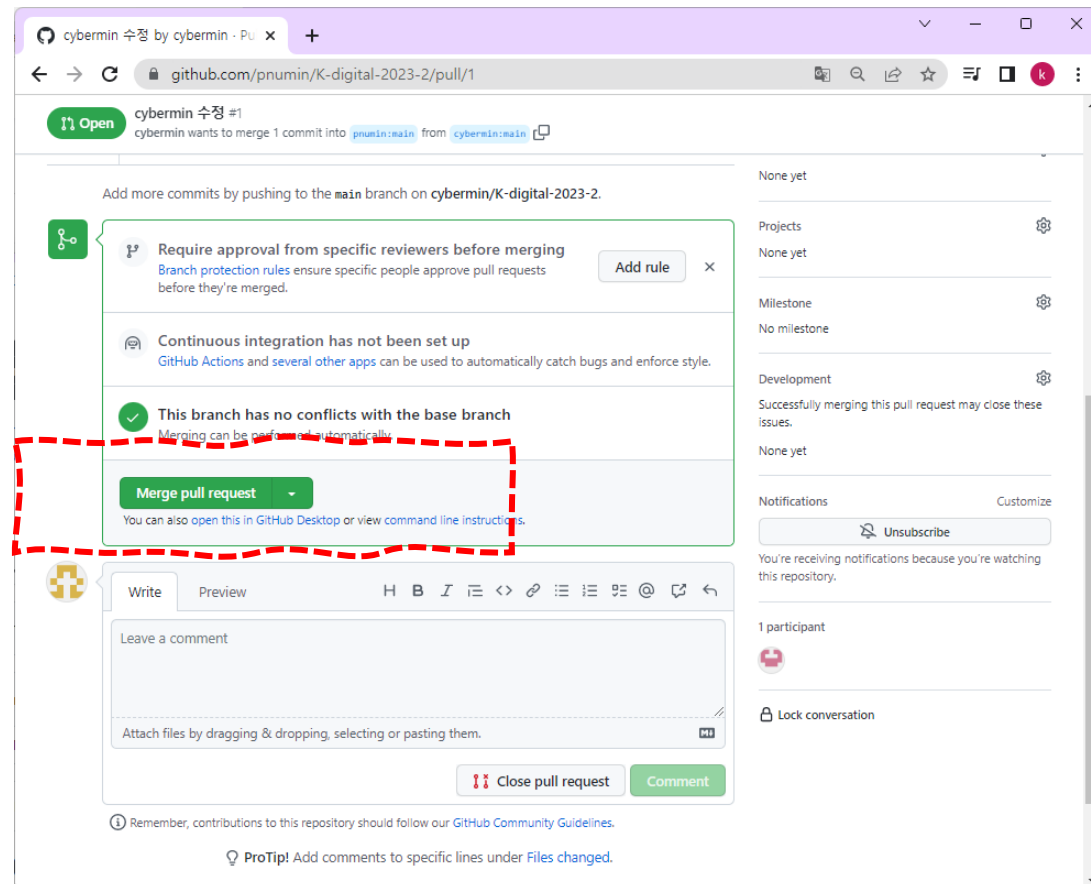 cybermin 수정 by cybermin · Pu
github.com/pnumin/K-digital-2023-2/pull/1
k
Open
cybermin 수정 #1
cybermin wants to merge 1 commit into pnumin:main from cybermin:main
None yet
Add more commits by pushing to the main branch on cybermin/K-digital-2023-2.
Projects
None yet
Require approval from specific reviewers before merging
Branch protection rules ensure specific people approve pull requests
before they're merged.
Add rule
Milestone
No milestone
Continuous integration has not been set up
GitHub Actions and several other apps can be used to automatically catch bugs and enforce style.
Development
Successfully merging this pull request may close these
issues.
None yet
This branch has no conflicts with the base branch
Merging can be performed automatically.
Merge pull request
You can also open this in GitHub Desktop or view command line instructions.
Notifications
Customize
Unsubscribe
You're receiving notifications because you're watching
this repository.
Write
Preview
H B I
Leave a comment
1 participant
Attach files by dragging & dropping, selecting or pasting them.
Lock conversation
Close pull request
Comment
Remember, contributions to this repository should follow our GitHub Community Guidelines.
ProTip! Add comments to specific lines under Files changed.